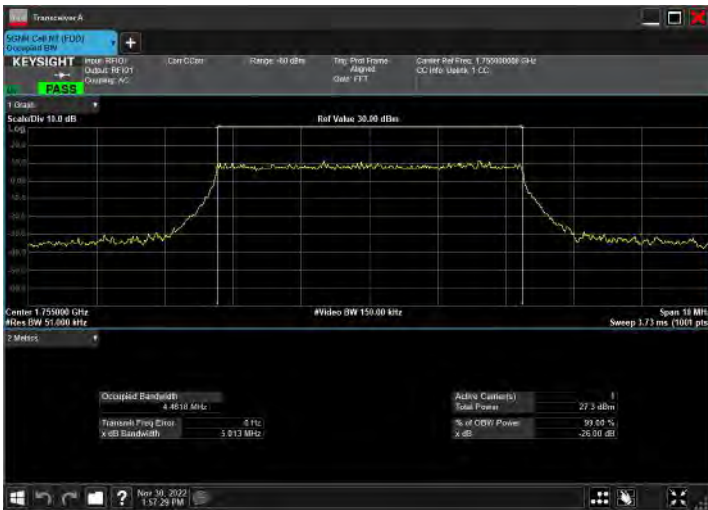 Transceiver A
Occupied BW
KEYSIGHT
Input: RFIO1
Output: RFIO1
Coupling: AC
Corr CCorr
Range: -60 dBm
Trig: Prot Frame
Aligned
Gate: FFT
Center Ref Freq: 1.755000000 GHz
CC Info: Uplink, 1 CC
PASS
1 Graph
Scale/Div 10.0 dB
Ref Value 30.00 dBm
Log
Center 1.755000 GHz
#Video BW 150.00 kHz
Span 10 MHz
#Res BW 51.000 kHz
Sweep 3.73 ms (1001 pts
2 Metrics
Occupied Bandwidth
4.4618 MHz
Transmit Freq Error
0 Hz
x dB Bandwidth
5.013 MHz
Active Carrier(s)
1
Total Power
27.3 dBm
% of OBW Power
99.00 %
x dB
-26.00 dB
?
Nov 30, 2022
1:57:29 PM